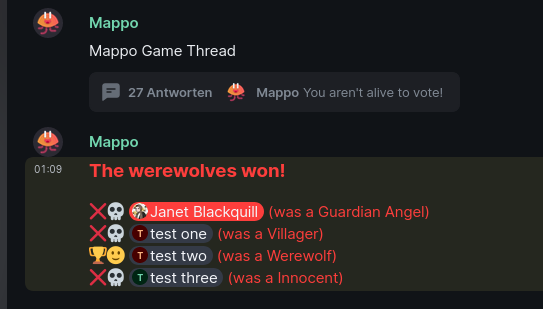 Mappo
Mappo Game Thread
27 Antworten Mappo You aren't alive to vote!
Mappo
01:09 The werewolves won!
❌💀 Janet Blackquill (was a Guardian Angel)
❌💀 T test one (was a Villager)
🏆🙂 T test two (was a Werewolf)
❌💀 T test three (was a Innocent)